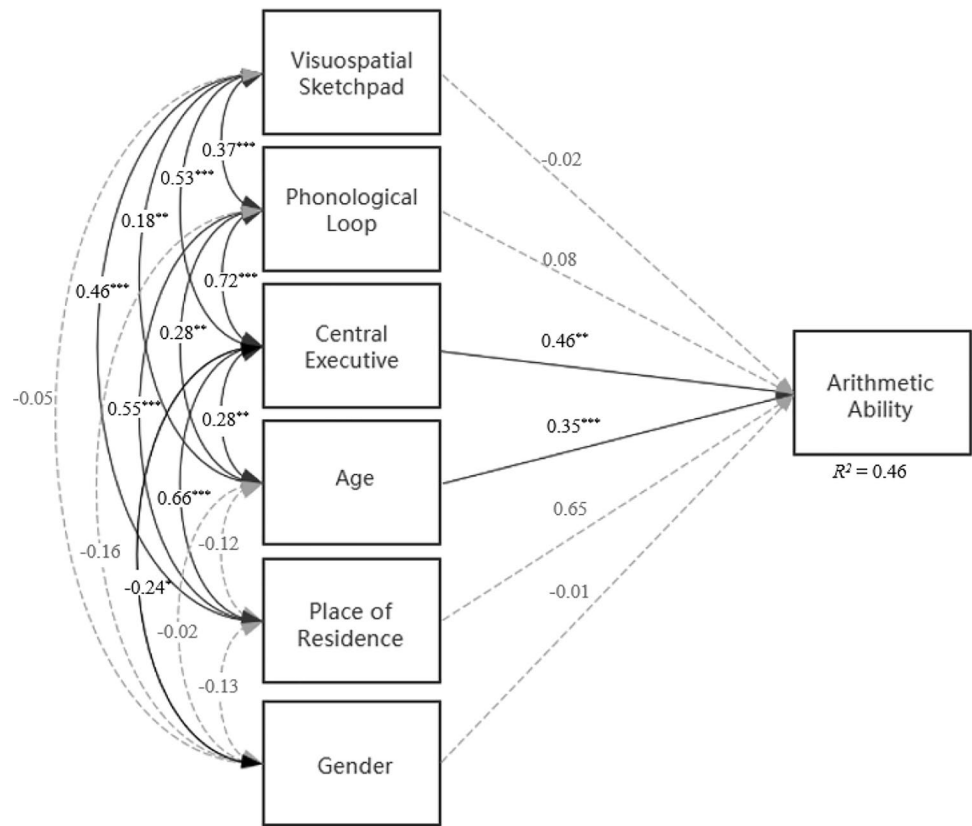 Visuospatial
Sketchpad
0.37***
-0.02
0.53***
Phonological
Loop
0.18**
0.08
0.72***
0.46***
Central
Executive
0.28**
0.46**
Arithmetic
Ability
-0.05
0.55***
0.28**
0.35***
R² = 0.46
Age
0.66***
0.65
-0.12
-0.16
-0.24*
-0.01
Place of
Residence
-0.02
-0.13
Gender